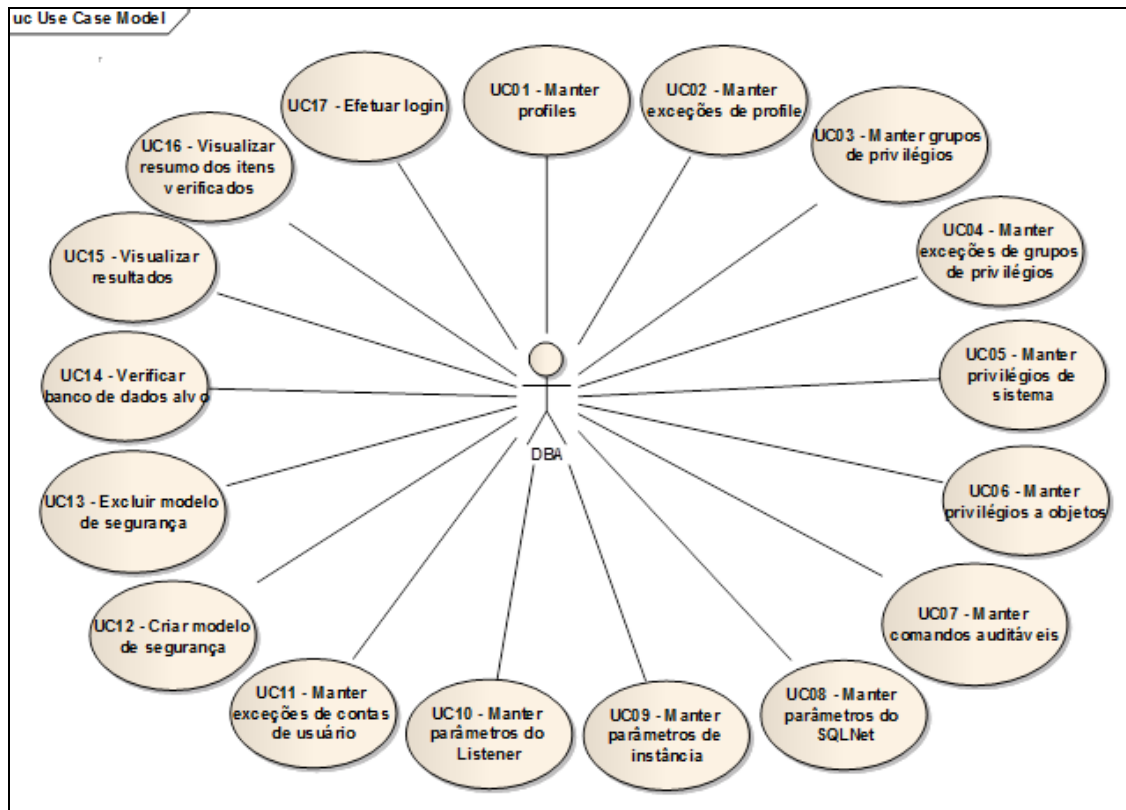 uc Use Case Model
UC01 - Manter
profiles
UC02 - Manter
exceções de profile
UC03 - Manter grupos
de privilégios
UC04 - Manter
exceções de grupos
de privilégios
UC05 - Manter
privilégios de
sistema
UC06 - Manter
privilégios a objetos
UC07 - Manter
comandos auditáveis
UC08 - Manter
parâmetros do
SQLNet
UC09 - Manter
parâmetros de
instância
UC10 - Manter
parâmetros do
Listener
UC11 - Manter
exceções de contas
de usuário
UC12 - Criar modelo
de segurança
UC13 - Excluir modelo
de segurança
UC14 - Verificar
banco de dados alvo
UC15 - Visualizar
resultados
UC16 - Visualizar
resumo dos itens
verificados
UC17 - Efetuar login
DBA